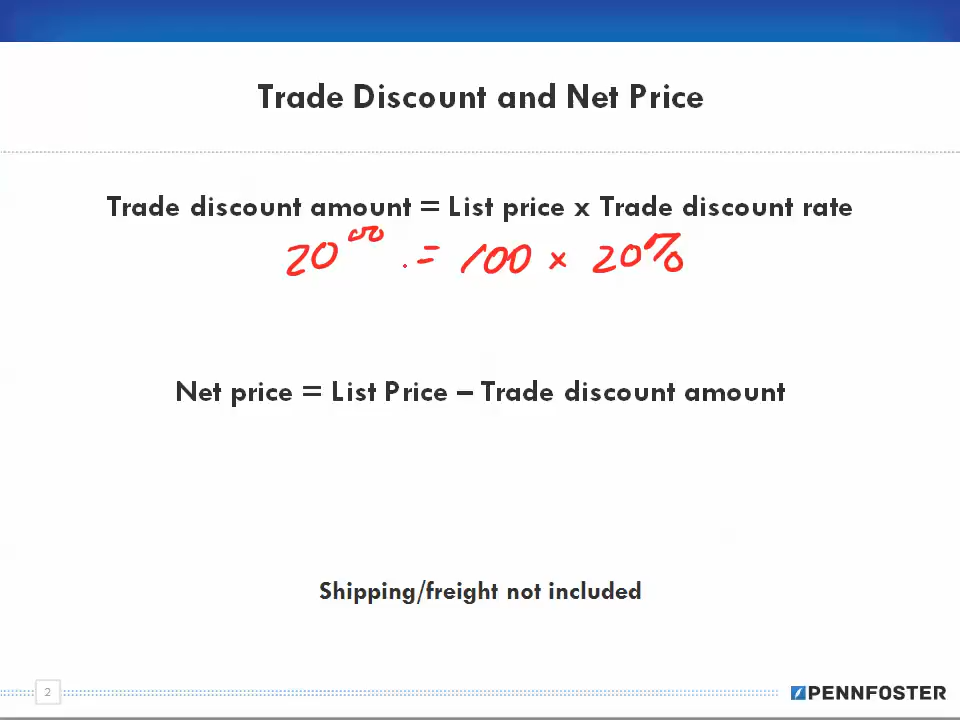 Trade Discount and Net Price
Trade discount amount = List price x Trade discount rate
20 00 = 100 x 20%
Net price = List Price – Trade discount amount
Shipping/freight not included
2
PENNFOSTER